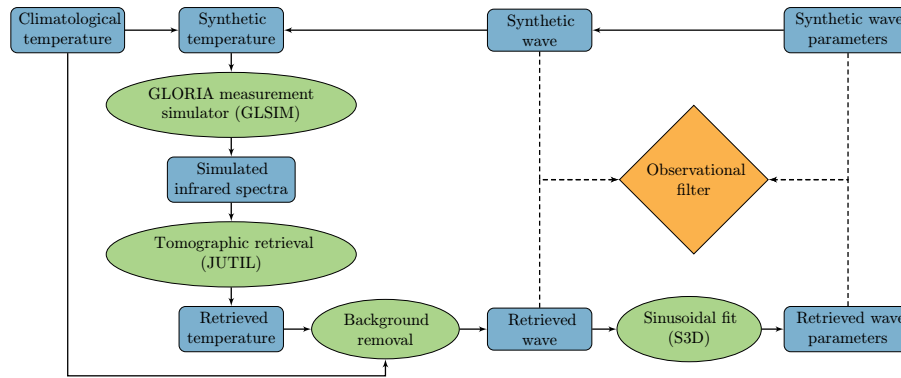 Climatological
temperature
Synthetic
temperature
Synthetic
wave
Synthetic wave
parameters
GLORIA measurement
simulator (GLSIM)
Simulated
infrared spectra
Observational
filter
Tomographic retrieval
(JUTIL)
Retrieved
temperature
Background
removal
Retrieved
wave
Sinusoidal fit
(S3D)
Retrieved wave
parameters